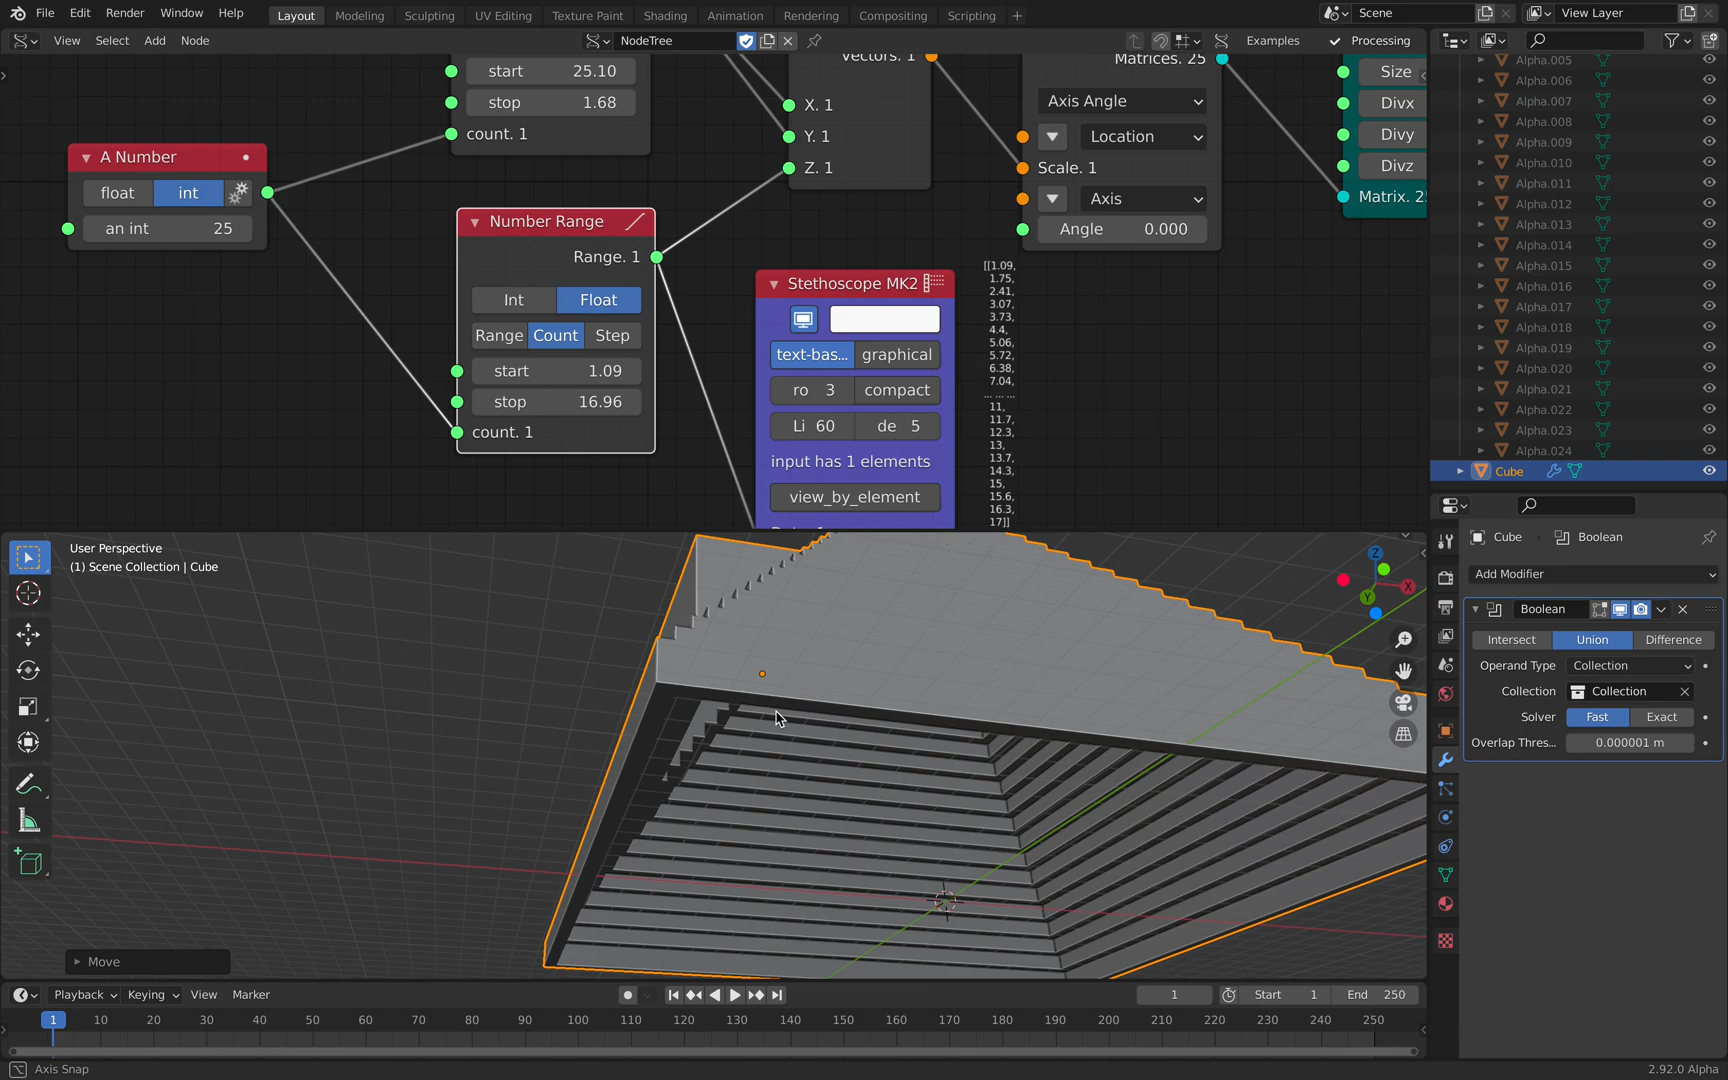 File Edit Render Window Help Layout Modeling Sculpting UV Editing Texture Paint Shading Animation Rendering Compositing Scripting + Scene View Layer
View Select Add Node NodeTree Examples Processing
start 25.10
stop 1.68
count. 1
Vectors. 1
X. 1
Y. 1
Z. 1
Matrices. 25
Axis Angle
Location
Scale. 1
Axis
Angle 0.000
Size
Divx
Divy
Divz
Matrix. 2
A Number
float int
an int 25
Number Range
Range. 1
Int Float
Range Count Step
start 1.09
stop 16.96
count. 1
Stethoscope MK2
text-bas... graphical
ro 3 compact
Li 60 de 5
input has 1 elements
view_by_element
[[1.09,
1.75,
2.41,
3.07,
3.73,
4.4,
5.06,
5.72,
6.38,
7.04,
... ... ...
11,
11.7,
12.3,
13,
13.7,
14.3,
15,
15.6,
16.3,
17]]
Alpha.005
Alpha.006
Alpha.007
Alpha.008
Alpha.009
Alpha.010
Alpha.011
Alpha.012
Alpha.013
Alpha.014
Alpha.015
Alpha.016
Alpha.017
Alpha.018
Alpha.019
Alpha.020
Alpha.021
Alpha.022
Alpha.023
Alpha.024
Cube
Cube Boolean
Add Modifier
Boolean
Intersect Union Difference
Operand Type Collection
Collection Collection
Solver Fast Exact
Overlap Thres... 0.000001 m
User Perspective
(1) Scene Collection | Cube
Z
X
Y
Move
Playback Keying View Marker 1 Start 1 End 250
1 10 20 30 40 50 60 70 80 90 100 110 120 130 140 150 160 170 180 190 200 210 220 230 240 250
Axis Snap 2.92.0 Alpha